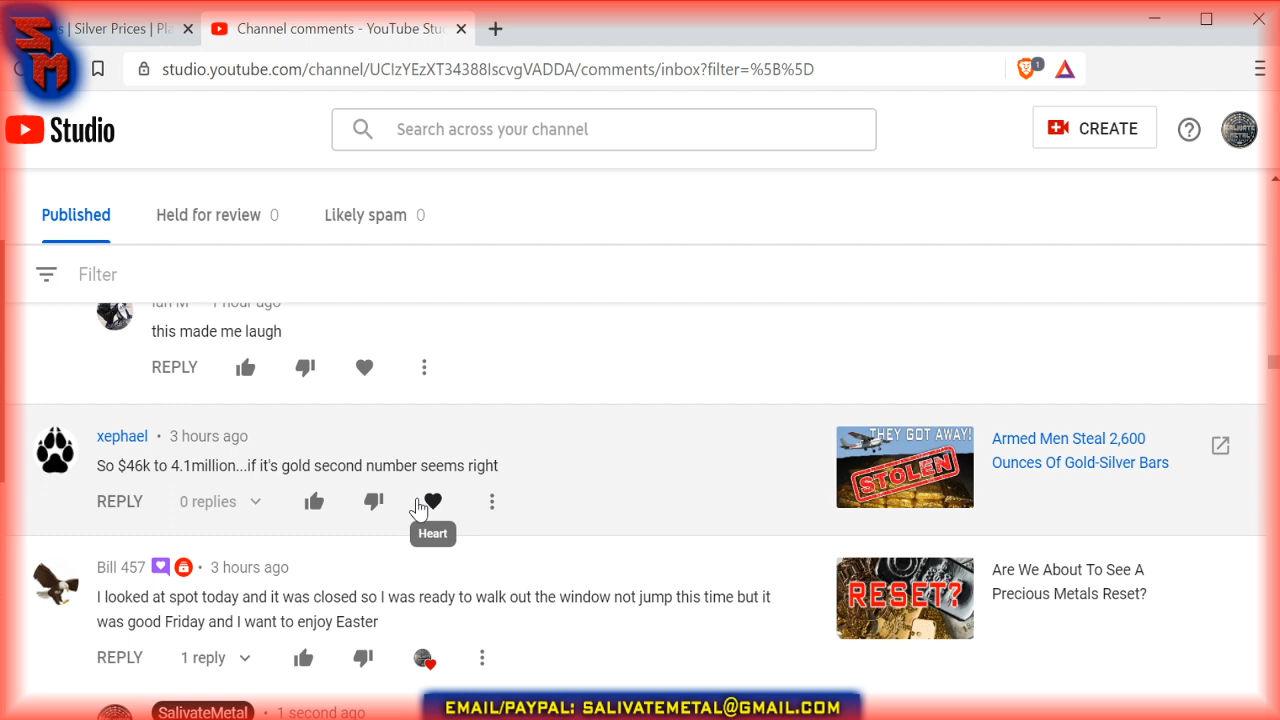 SM
s | Silver Prices | Pla
Channel comments - YouTube Stu
studio.youtube.com/channel/UCIzYEzXT34388IscvgVADDA/comments/inbox?filter=%5B%5D
1
Studio
Search across your channel
CREATE
Published
Held for review 0
Likely spam 0
Filter
Ian M • 1 hour ago
this made me laugh
REPLY
xephael • 3 hours ago
So $46k to 4.1million...if it's gold second number seems right
REPLY 0 replies
Heart
THEY GOT AWAY!
STOLEN
Armed Men Steal 2,600
Ounces Of Gold-Silver Bars
Bill 457 • 3 hours ago
I looked at spot today and it was closed so I was ready to walk out the window not jump this time but it
was good Friday and I want to enjoy Easter
REPLY 1 reply
RESET?
Are We About To See A
Precious Metals Reset?
SalivateMetal • 1 second ago
EMAIL/PAYPAL: SALIVATEMETAL@GMAIL.COM